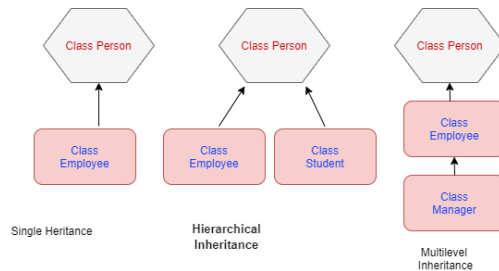 Class Person
Class
Employee
Single Heritance
Class Person
Class
Employee
Class
Student
Hierarchical
Inheritance
Class Person
Class
Employee
Class
Manager
Multilevel
Inheritance